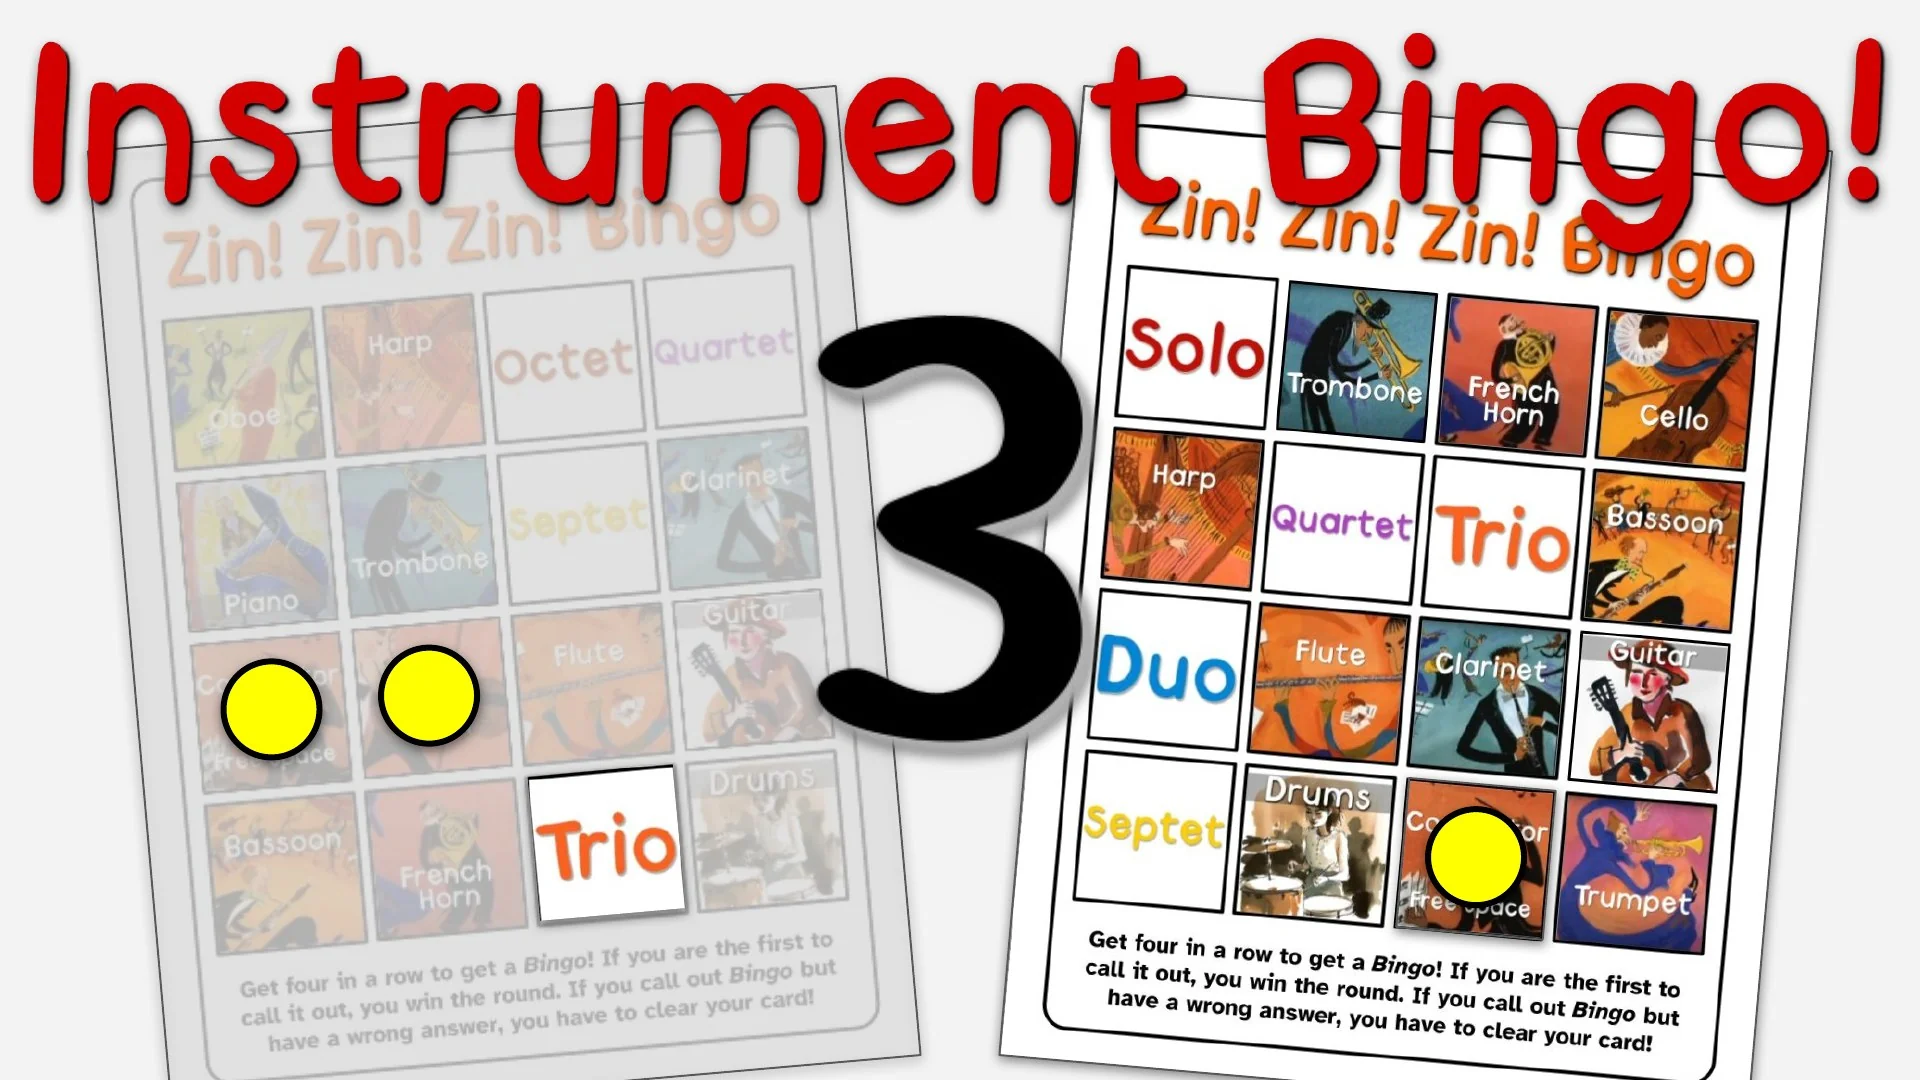 Instrument Bingo!
Zin! Zin! Zin! Bingo
Oboe
Harp
Octet
Quartet
Piano
Trombone
Septet
Clarinet
Flute
Guitar
Bassoon
French
Horn
Trio
Drums
Get four in a row to get a Bingo! If you are the first to
call it out, you win the round. If you call out Bingo but
have a wrong answer, you have to clear your card!
3
Zin! Zin! Zin! Bingo
Solo
Trombone
French
Horn
Cello
Harp
Quartet
Trio
Bassoon
Duo
Flute
Clarinet
Guitar
Septet
Drums
Free space
Trumpet
Get four in a row to get a Bingo! If you are the first to
call it out, you win the round. If you call out Bingo but
have a wrong answer, you have to clear your card!